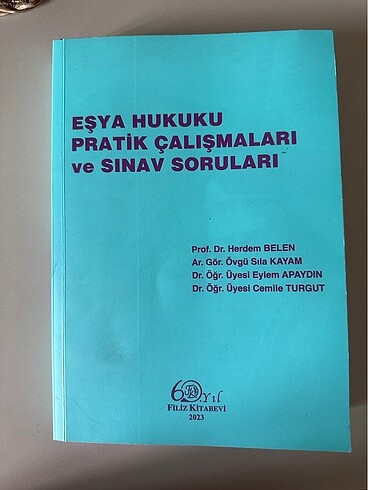 EŞYA HUKUKU
PRATİK ÇALIŞMALARI
ve SINAV SORULARI
Prof. Dr. Herdem BELEN
Ar. Gör. Övgü Sıla KAYAM
Dr. Öğr. Üyesi Eylem APAYDIN
Dr. Öğr. Üyesi Cemile TURGUT
60.Yıl
FİLİZ KİTABEVİ
2023